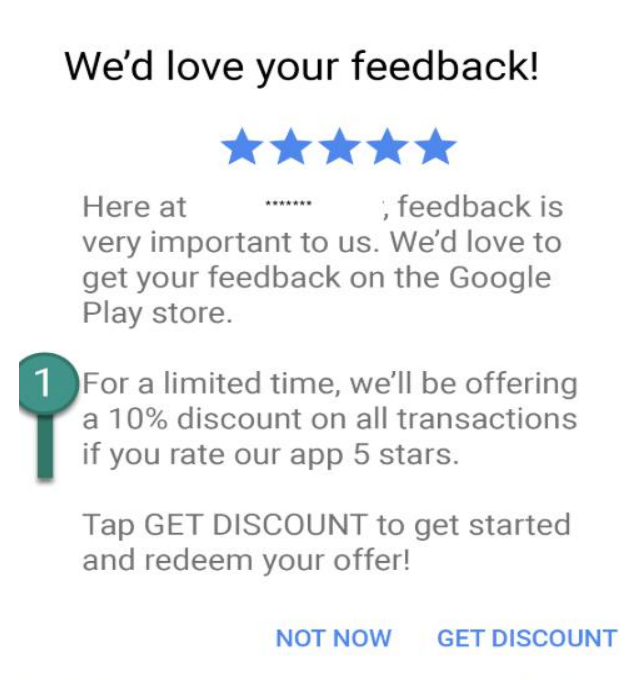 We’d love your feedback!
Here at ******* , feedback is
very important to us. We’d love to
get your feedback on the Google
Play store.
1
For a limited time, we’ll be offering
a 10% discount on all transactions
if you rate our app 5 stars.
Tap GET DISCOUNT to get started
and redeem your offer!
NOT NOW GET DISCOUNT